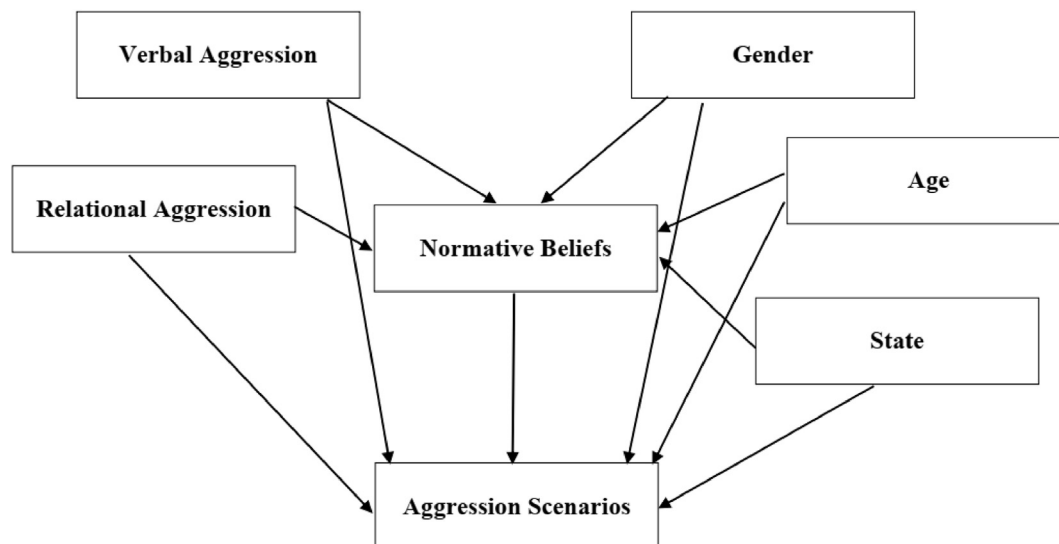 Verbal Aggression
Gender
Relational Aggression
Age
Normative Beliefs
State
Aggression Scenarios